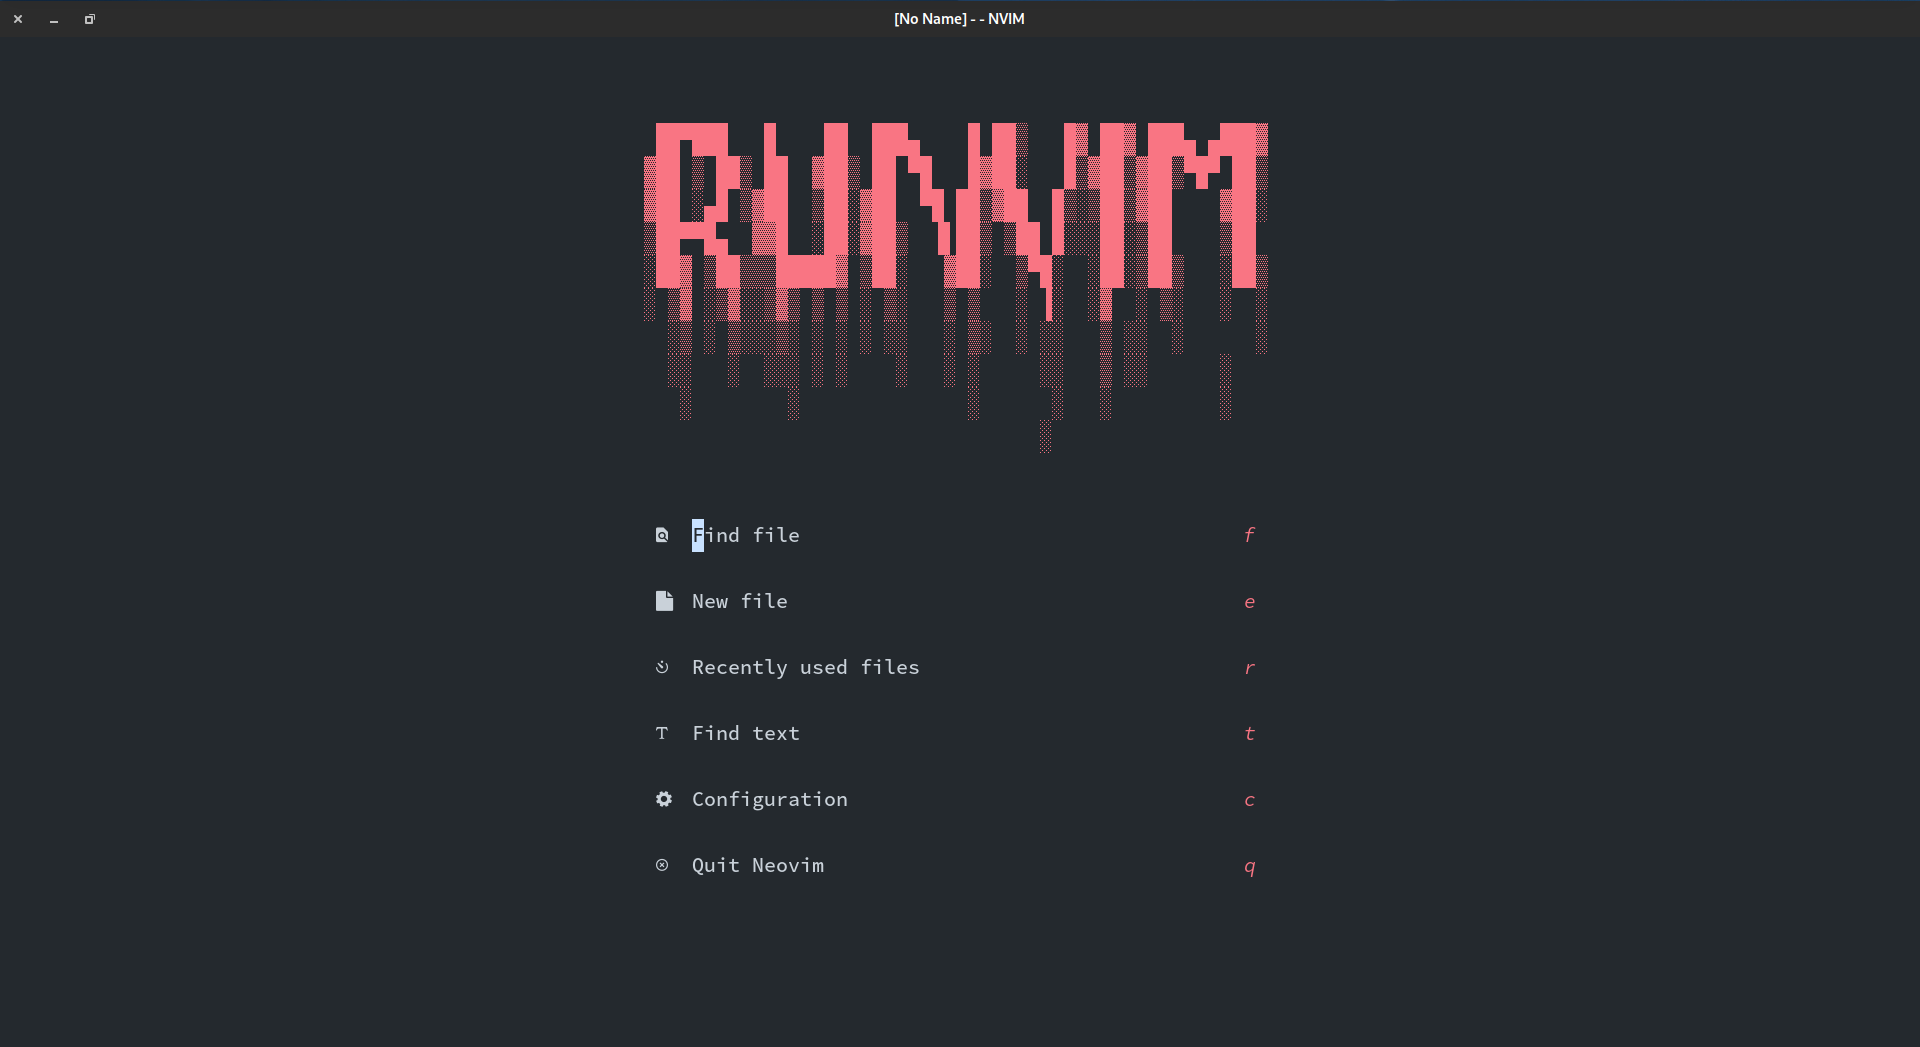 [No Name] - - NVIM
RUNVIM
Find file f
New file e
Recently used files r
Find text t
Configuration c
Quit Neovim q